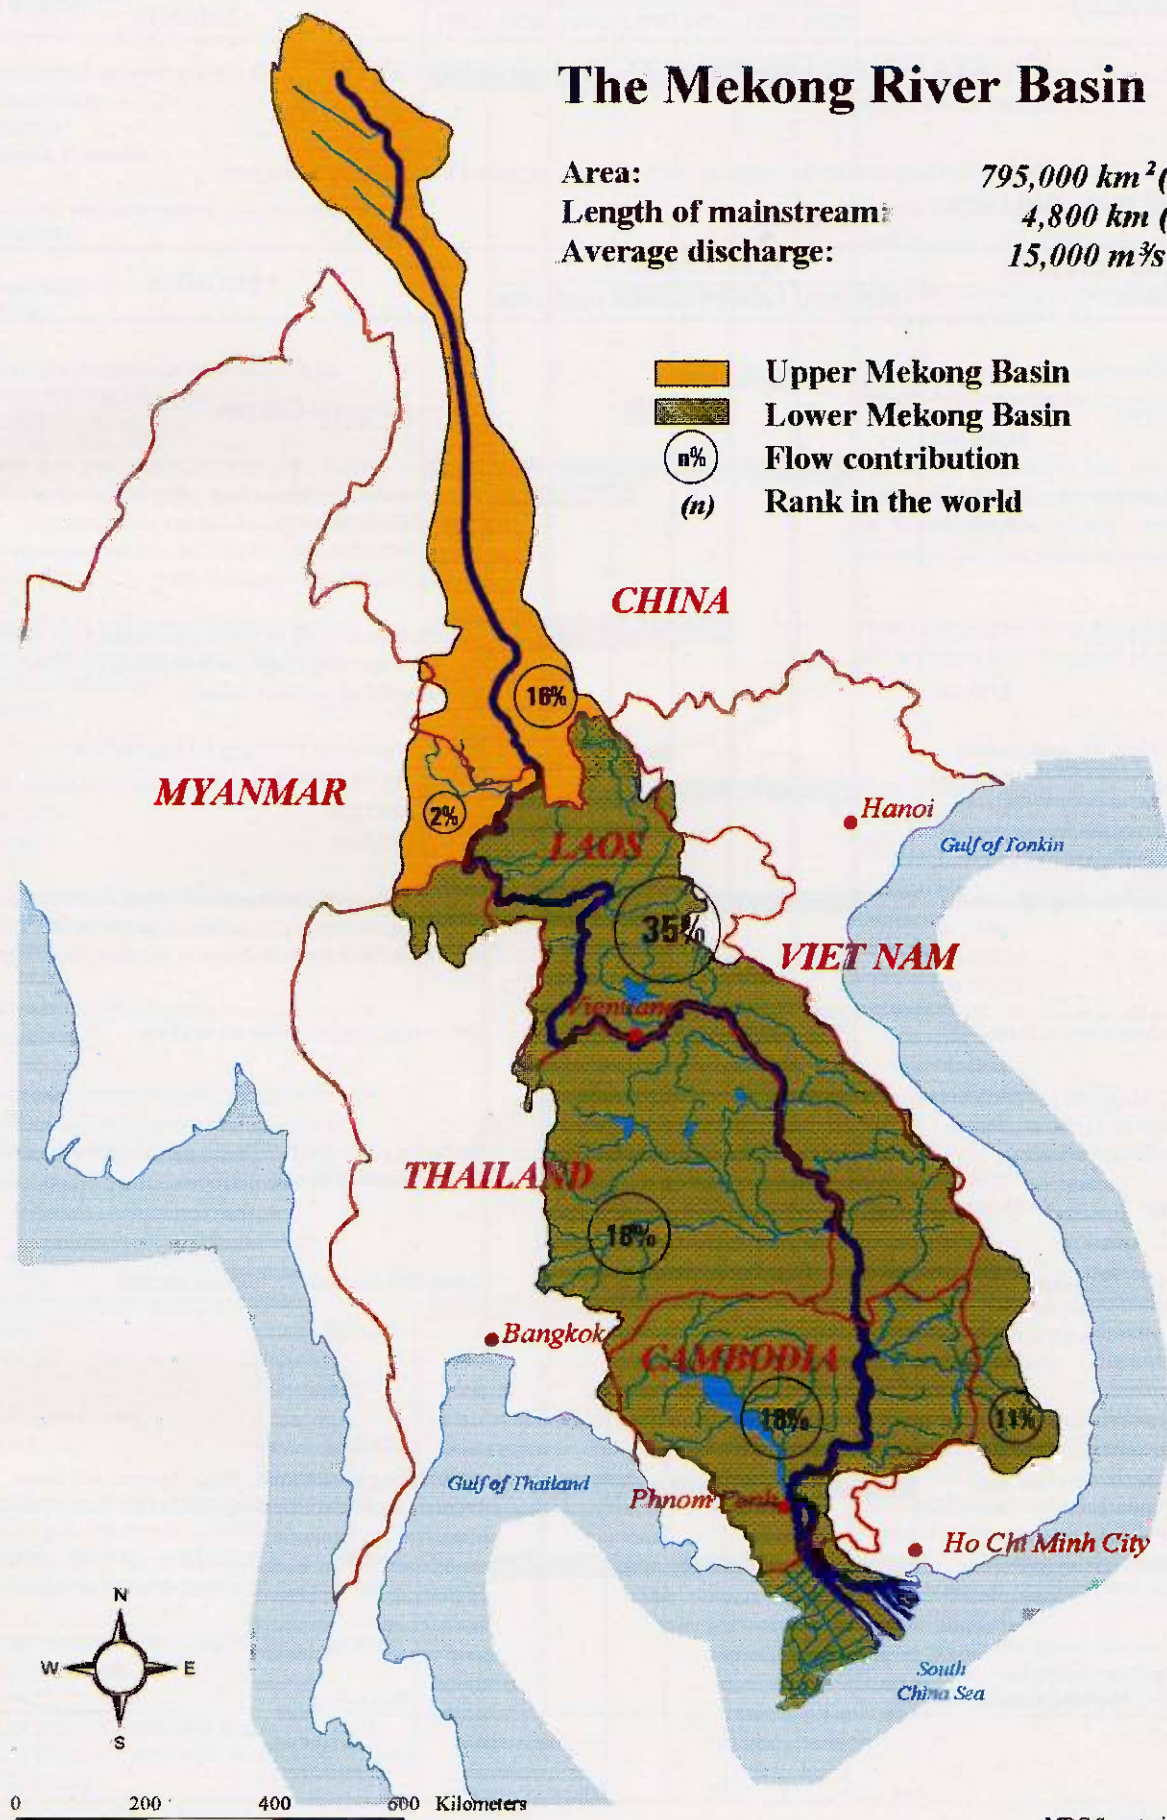 The Mekong River Basin
Area: 795,000 km² (
Length of mainstream: 4,800 km (
Average discharge: 15,000 m³/s
Upper Mekong Basin
Lower Mekong Basin
n% Flow contribution
(n) Rank in the world
CHINA
16%
MYANMAR
2%
Hanoi
LAOS
Gulf of Tonkin
35%
VIET NAM
Vientiane
THAILAND
18%
Bangkok
CAMBODIA
18%
11%
Gulf of Thailand
Phnom Penh
Ho Chi Minh City
N
W E
S
South
China Sea
0 200 400 600 Kilometers